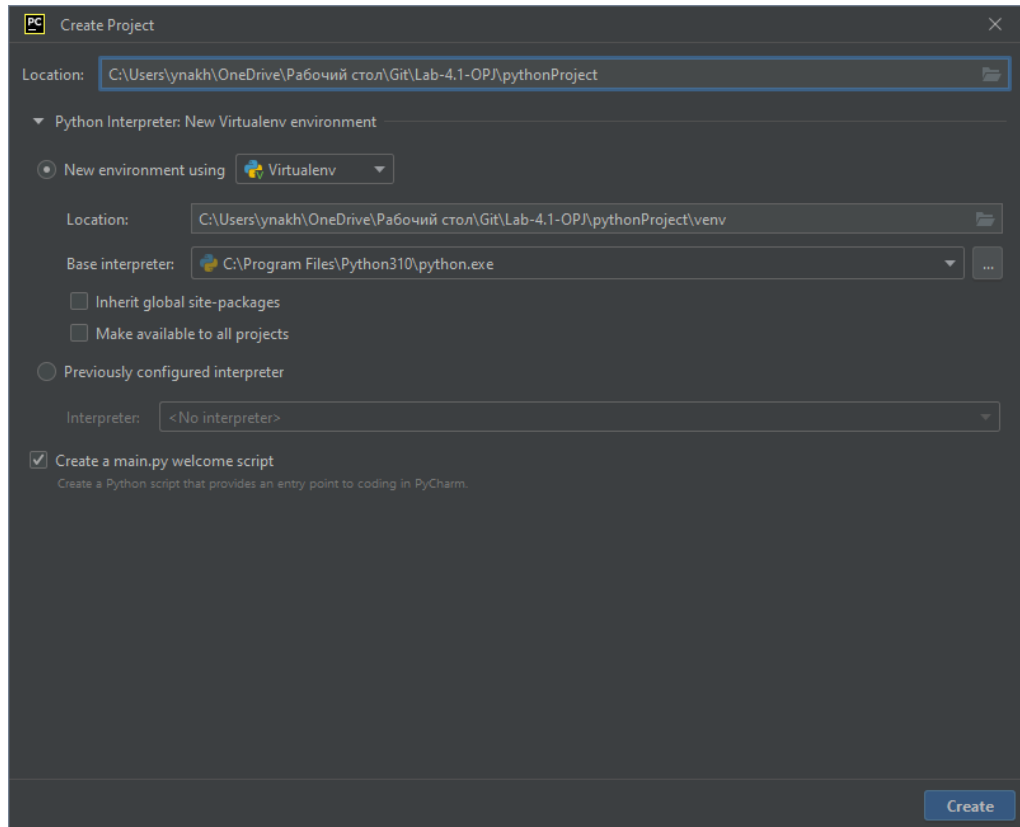 PC Create Project
Location: C:\Users\ynakh\OneDrive\Рабочий стол\Git\Lab-4.1-OPJ\pythonProject
Python Interpreter: New Virtualenv environment
New environment using Virtualenv
Location: C:\Users\ynakh\OneDrive\Рабочий стол\Git\Lab-4.1-OPJ\pythonProject\venv
Base interpreter: C:\Program Files\Python310\python.exe ...
Inherit global site-packages
Make available to all projects
Previously configured interpreter
Interpreter: <No interpreter>
Create a main.py welcome script
Create a Python script that provides an entry point to coding in PyCharm.
Create